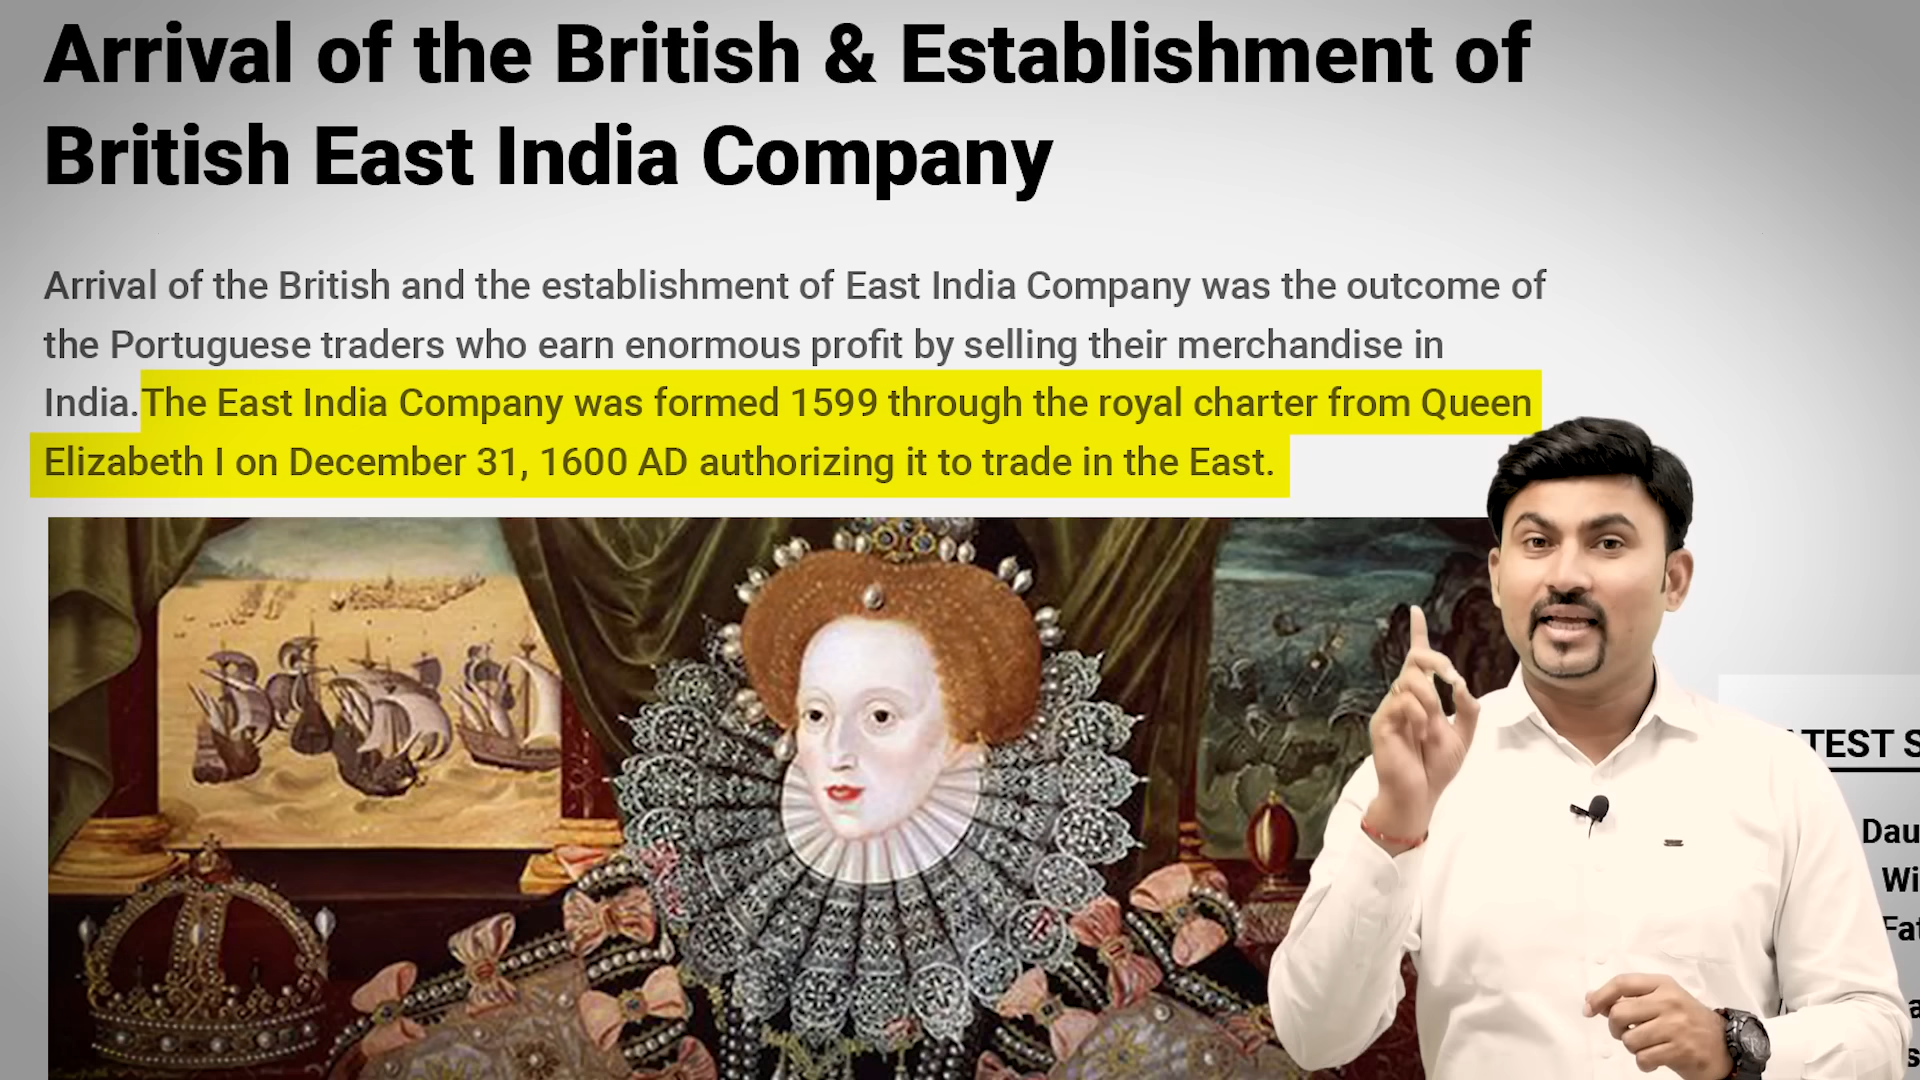 Arrival of the British & Establishment of
British East India Company
Arrival of the British and the establishment of East India Company was the outcome of
the Portuguese traders who earn enormous profit by selling their merchandise in
India.The East India Company was formed 1599 through the royal charter from Queen
Elizabeth I on December 31, 1600 AD authorizing it to trade in the East.